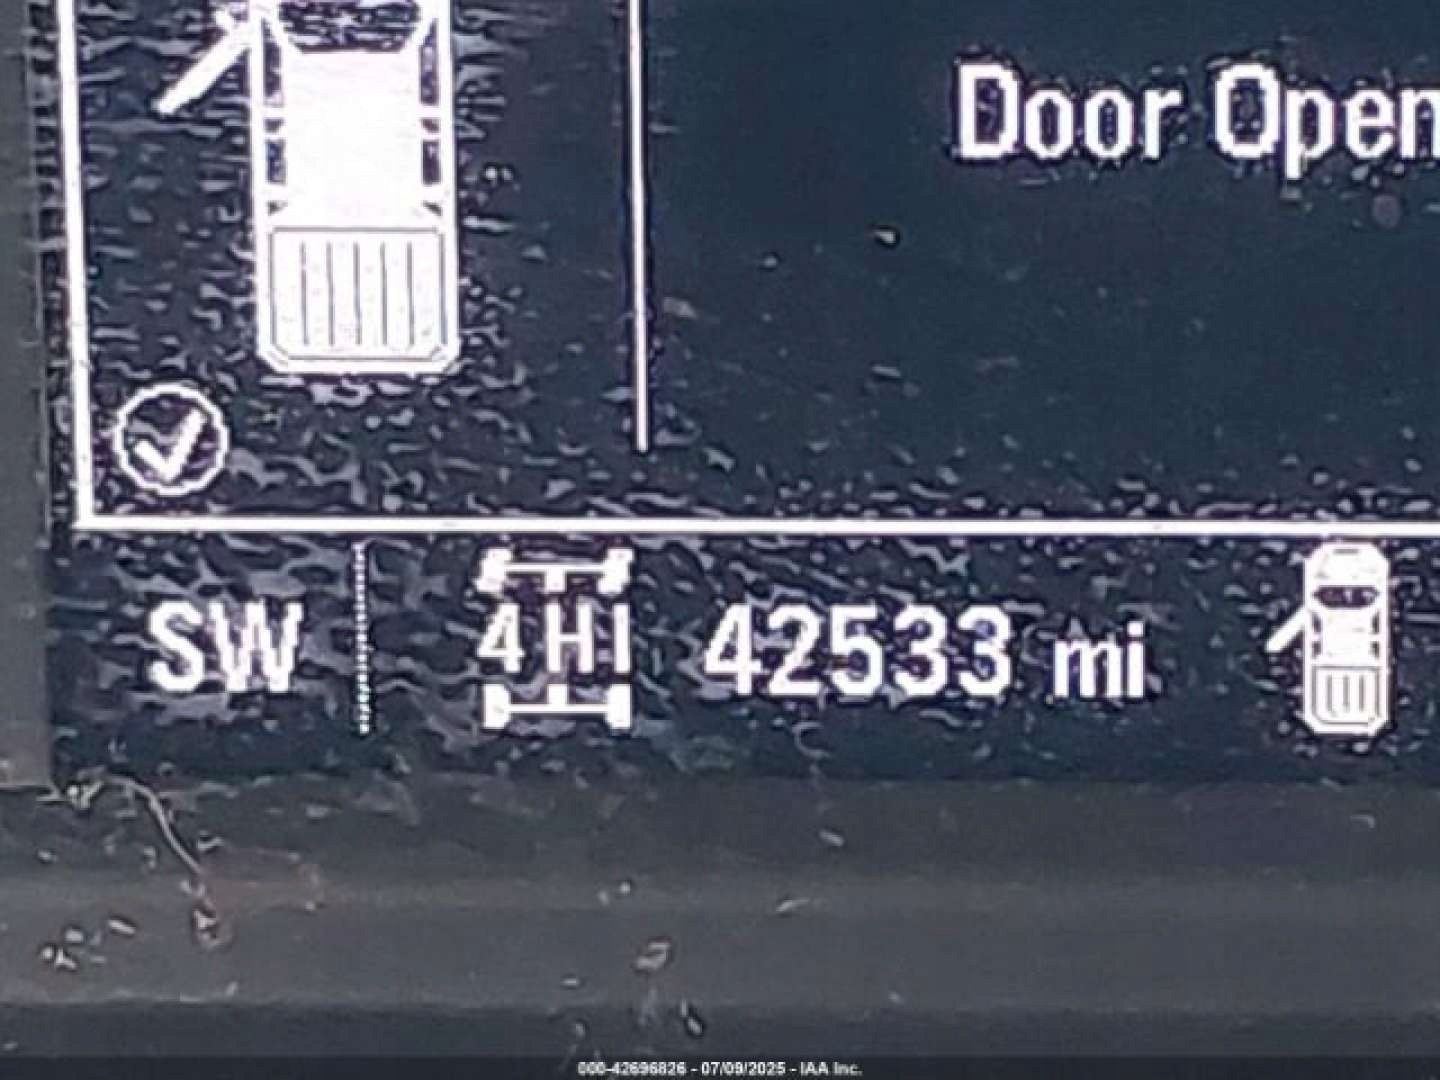 Door Open
SW 4HI 42533 mi
000-42696826 - 07/09/2025 - IAA Inc.